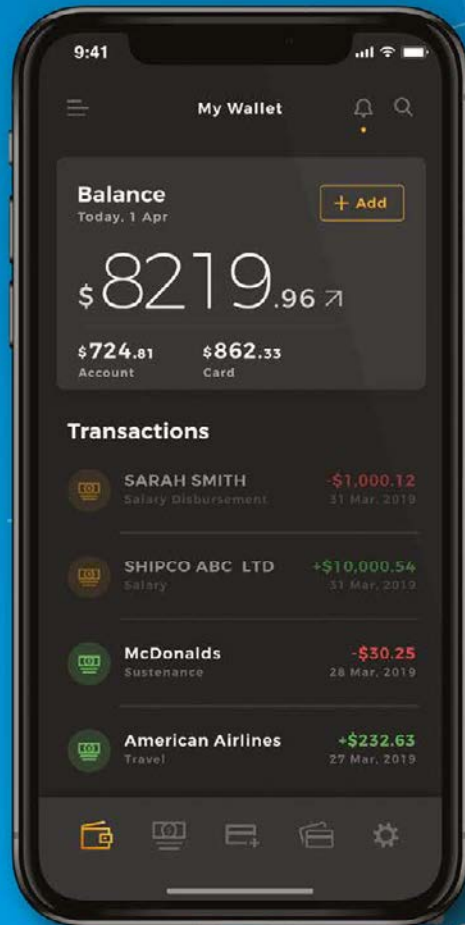 9:41
My Wallet
Balance
+ Add
Today, 1 Apr
$8219.96
$724.81 $862.33
Account Card
Transactions
SARAH SMITH -$1,000.12
Salary Disbursement 31 Mar, 2019
SHIPCO ABC LTD +$10,000.54
Salary 31 Mar, 2019
McDonalds -$30.25
Sustenance 28 Mar, 2019
American Airlines +$232.63
Travel 27 Mar, 2019